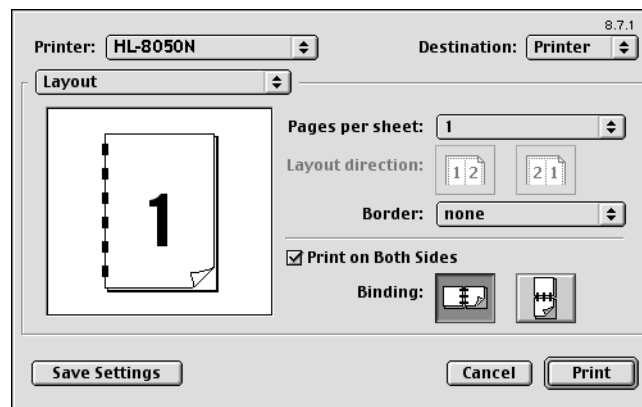 8.7.1
Printer: HL-8050N Destination: Printer
Layout
Pages per sheet: 1
Layout direction: 1 2 2 1
1
Border: none
Print on Both Sides
Binding:
Save Settings Cancel Print